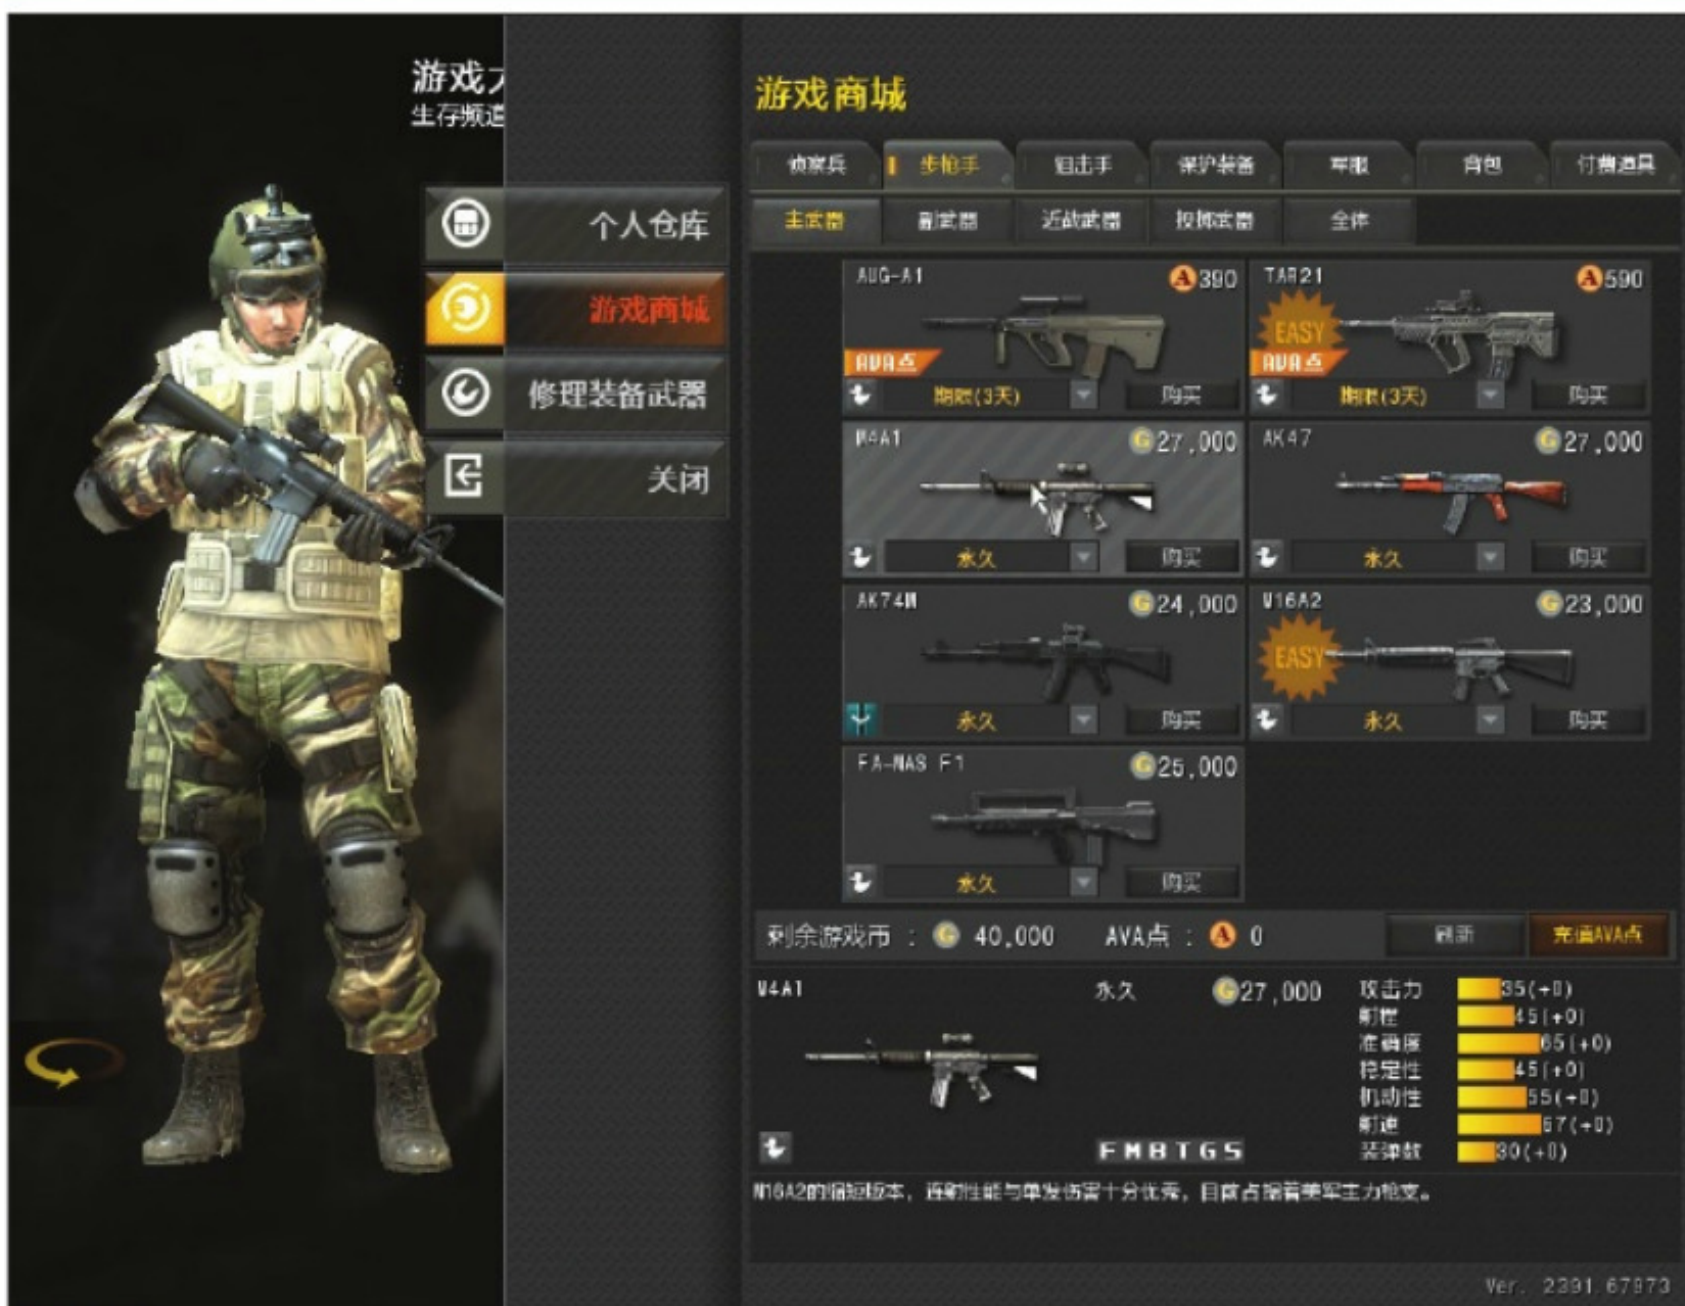 游戏大
生存频道
个人仓库
游戏商城
修理装备武器
关闭
游戏商城
侦察兵 步枪手 狙击手 保护装备 军服 背包 付费道具
主武器 副武器 近战武器 投掷武器 全体
AUG-A1 A 390
AVA点
期限(3天) 购买
TAR21 A 590
EASY
AVA点
期限(3天) 购买
M4A1 G 27,000
永久 购买
AK47 G 27,000
永久 购买
AK74M G 24,000
永久 购买
M16A2 G 23,000
EASY
永久 购买
FA-MAS F1 G 25,000
永久 购买
剩余游戏币 : G 40,000 AVA点 : A 0 刷新 充值AVA点
M4A1 永久 G 27,000
攻击力 35(+0)
射程 45(+0)
准确度 65(+0)
稳定性 45(+0)
机动性 55(+0)
射速 67(+0)
装弹数 30(+0)
F M B T G S
M16A2的缩短版本，连射性能与单发伤害十分优秀，目前占据着美军主力枪支。
Ver. 2391.67973